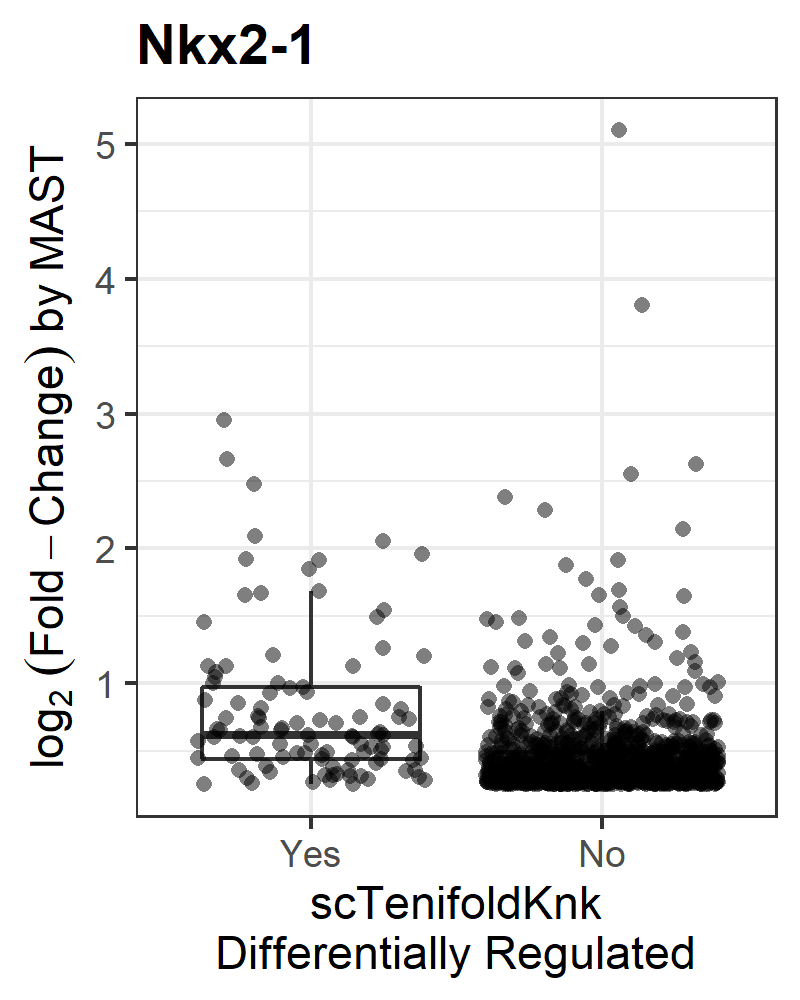 Nkx2-1
log2 (Fold − Change) by MAST
5
4
3
2
1
Yes No
scTenifoldKnk
Differentially Regulated